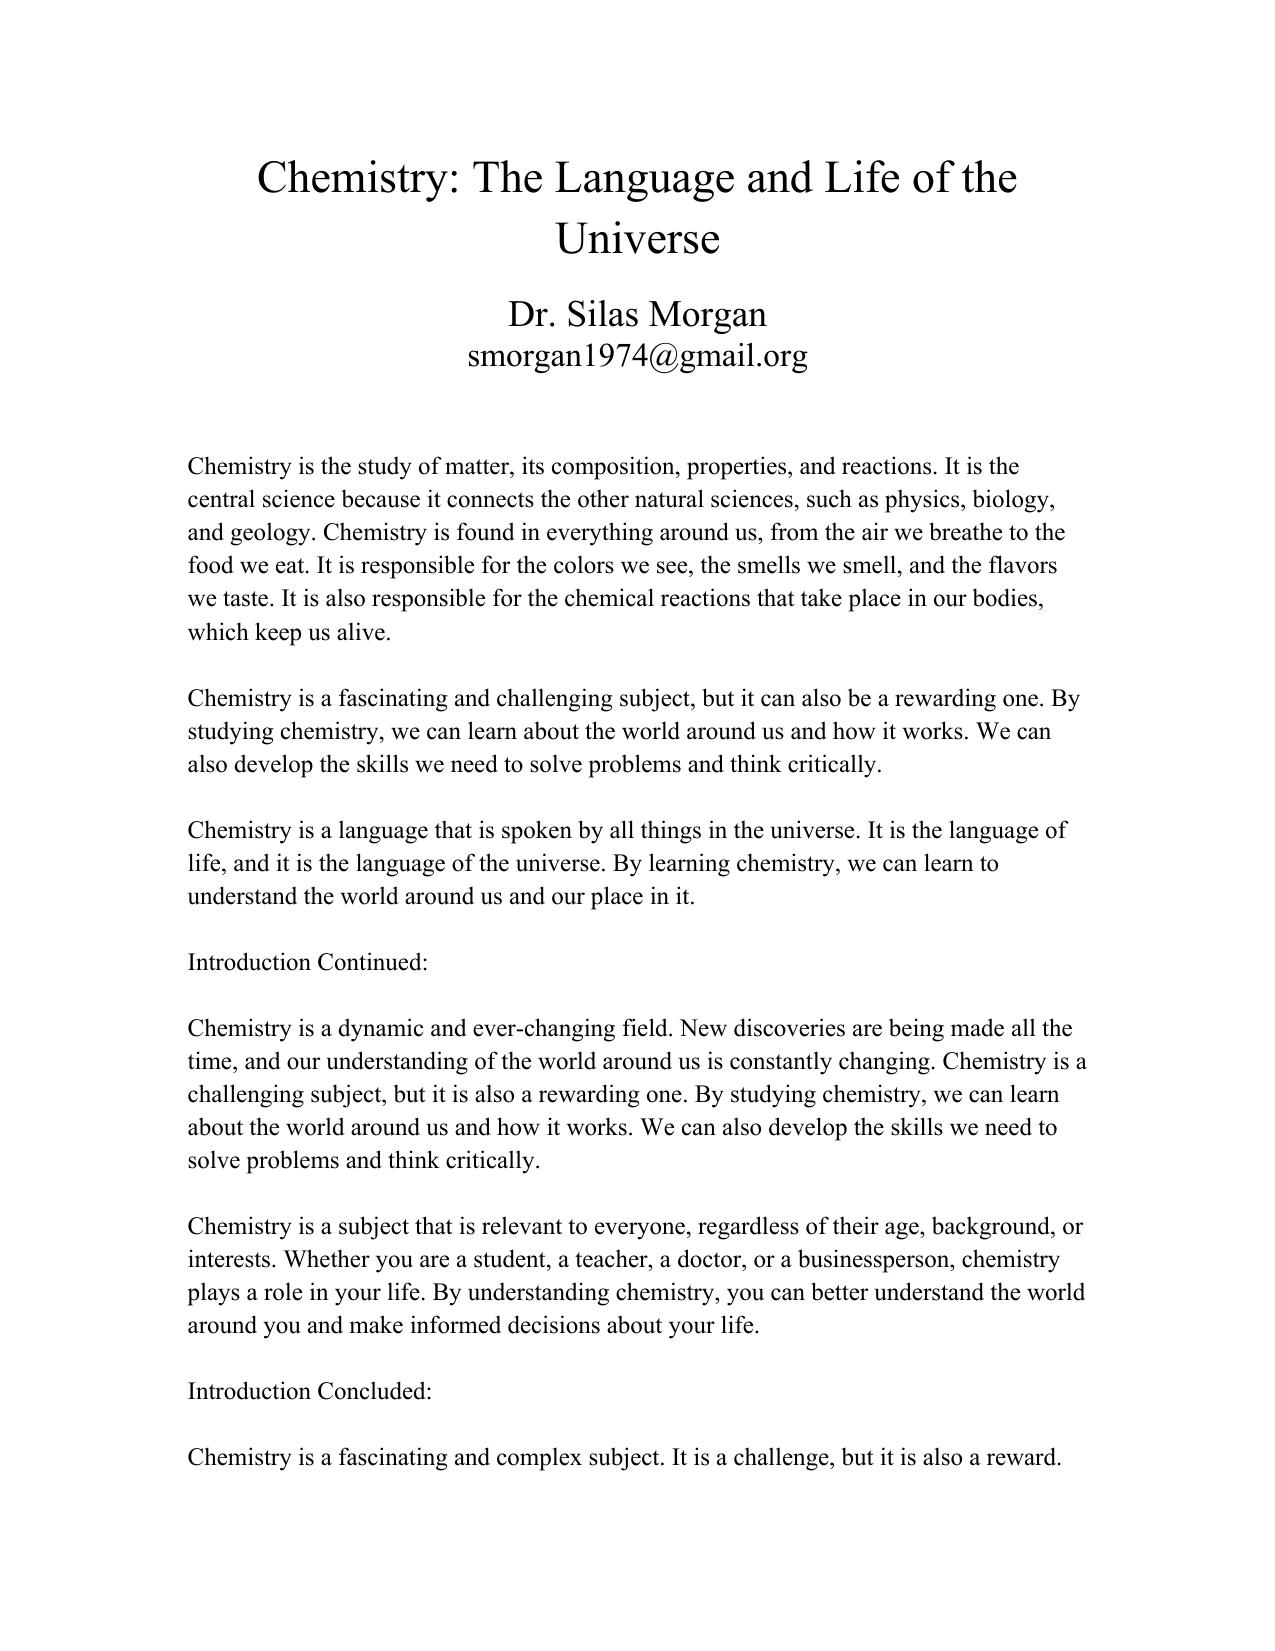 Chemistry: The Language and Life of the
Universe
Dr. Silas Morgan
smorgan1974@gmail.org
Chemistry is the study of matter, its composition, properties, and reactions. It is the
central science because it connects the other natural sciences, such as physics, biology,
and geology. Chemistry is found in everything around us, from the air we breathe to the
food we eat. It is responsible for the colors we see, the smells we smell, and the flavors
we taste. It is also responsible for the chemical reactions that take place in our bodies,
which keep us alive.
Chemistry is a fascinating and challenging subject, but it can also be a rewarding one. By
studying chemistry, we can learn about the world around us and how it works. We can
also develop the skills we need to solve problems and think critically.
Chemistry is a language that is spoken by all things in the universe. It is the language of
life, and it is the language of the universe. By learning chemistry, we can learn to
understand the world around us and our place in it.
Introduction Continued:
Chemistry is a dynamic and ever-changing field. New discoveries are being made all the
time, and our understanding of the world around us is constantly changing. Chemistry is a
challenging subject, but it is also a rewarding one. By studying chemistry, we can learn
about the world around us and how it works. We can also develop the skills we need to
solve problems and think critically.
Chemistry is a subject that is relevant to everyone, regardless of their age, background, or
interests. Whether you are a student, a teacher, a doctor, or a businessperson, chemistry
plays a role in your life. By understanding chemistry, you can better understand the world
around you and make informed decisions about your life.
Introduction Concluded:
Chemistry is a fascinating and complex subject. It is a challenge, but it is also a reward.